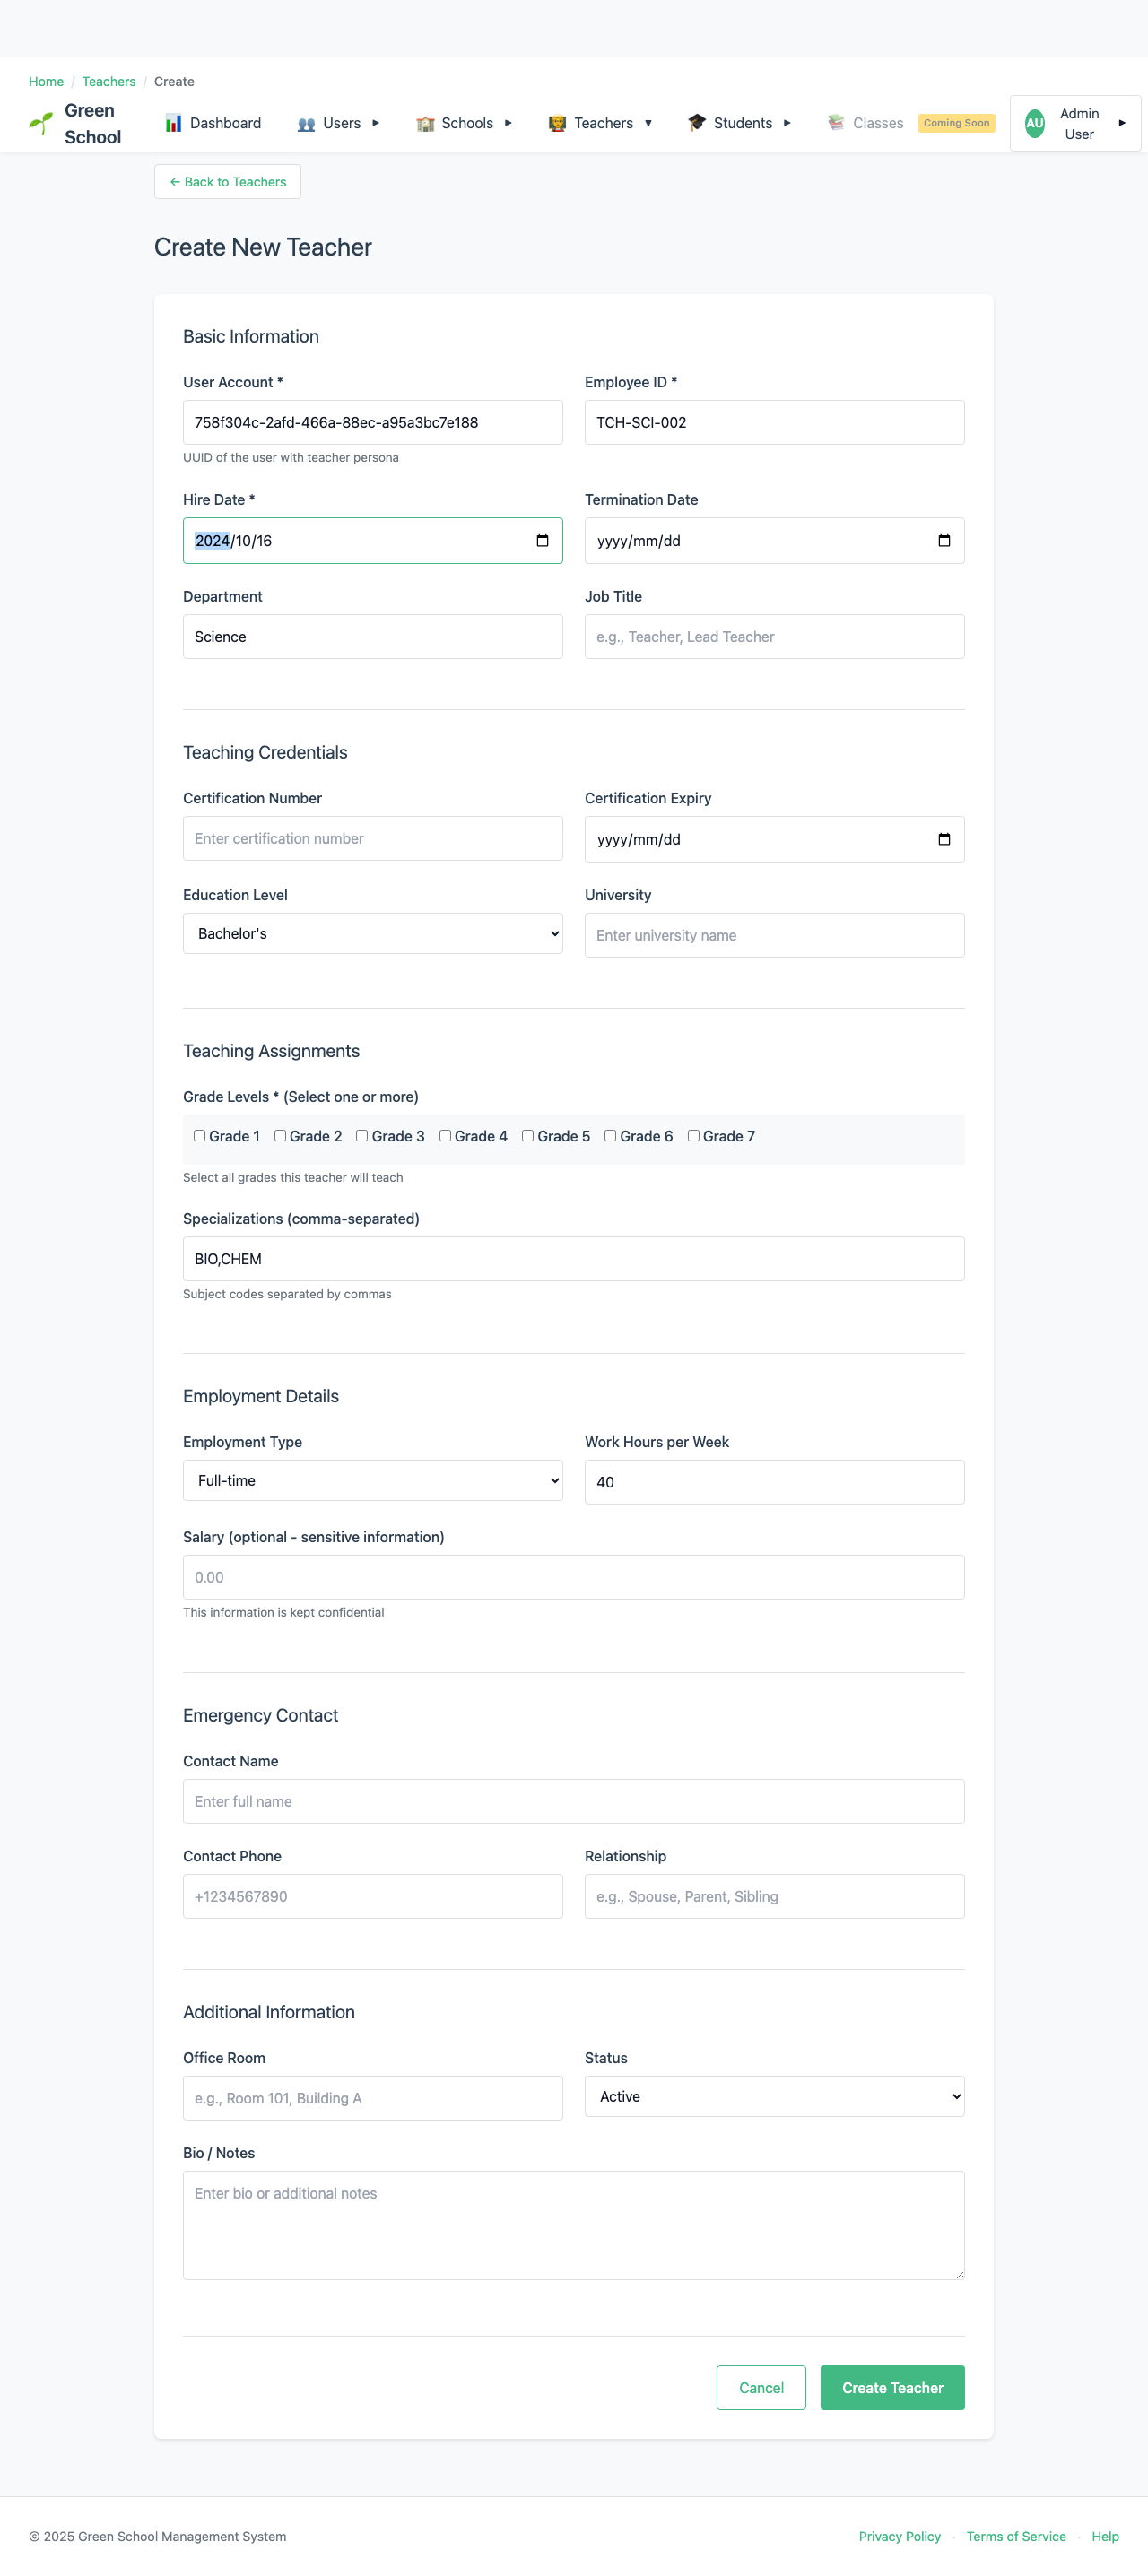 Home / Teachers / Create
Green School
Dashboard
Users
Schools
Teachers
Students
Classes
Coming Soon
AU
Admin User
← Back to Teachers
Create New Teacher
Basic Information
User Account *
Employee ID *
758f304c-2afd-466a-88ec-a95a3bc7e188
TCH-SCI-002
UUID of the user with teacher persona
Hire Date *
Termination Date
2024/10/16
yyyy/mm/dd
Department
Job Title
Science
e.g., Teacher, Lead Teacher
Teaching Credentials
Certification Number
Certification Expiry
Enter certification number
yyyy/mm/dd
Education Level
University
Bachelor's
Enter university name
Teaching Assignments
Grade Levels * (Select one or more)
Grade 1 Grade 2 Grade 3 Grade 4 Grade 5 Grade 6 Grade 7
Select all grades this teacher will teach
Specializations (comma-separated)
BIO,CHEM
Subject codes separated by commas
Employment Details
Employment Type
Work Hours per Week
Full-time
40
Salary (optional - sensitive information)
0.00
This information is kept confidential
Emergency Contact
Contact Name
Enter full name
Contact Phone
Relationship
+1234567890
e.g., Spouse, Parent, Sibling
Additional Information
Office Room
Status
e.g., Room 101, Building A
Active
Bio / Notes
Enter bio or additional notes
Cancel
Create Teacher
© 2025 Green School Management System
Privacy Policy · Terms of Service · Help